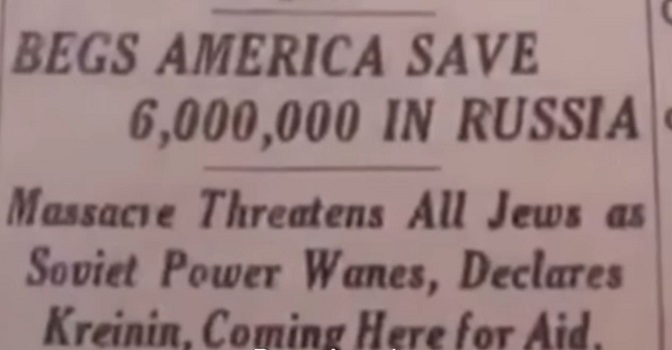 BEGS AMERICA SAVE
6,000,000 IN RUSSIA
Massacre Threatens All Jews as
Soviet Power Wanes, Declares
Kreinin, Coming Here for Aid.